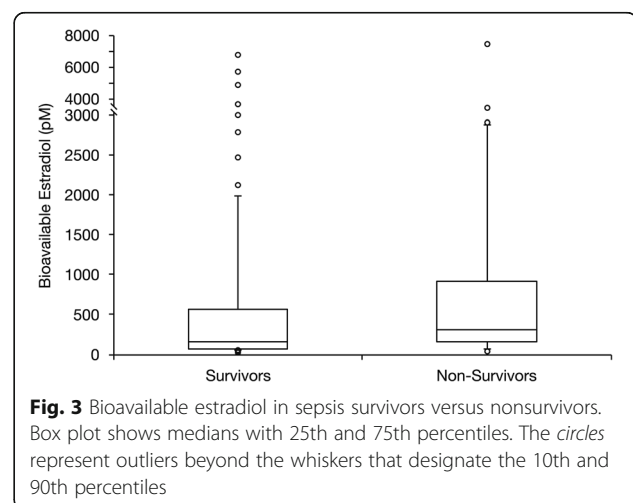 8000
6000
4000
3000
2500
2000
1500
1000
500
0
Bioavailable Estradiol (pM)
Survivors
Non-Survivors
Fig. 3 Bioavailable estradiol in sepsis survivors versus nonsurvivors.
Box plot shows medians with 25th and 75th percentiles. The circles
represent outliers beyond the whiskers that designate the 10th and
90th percentiles